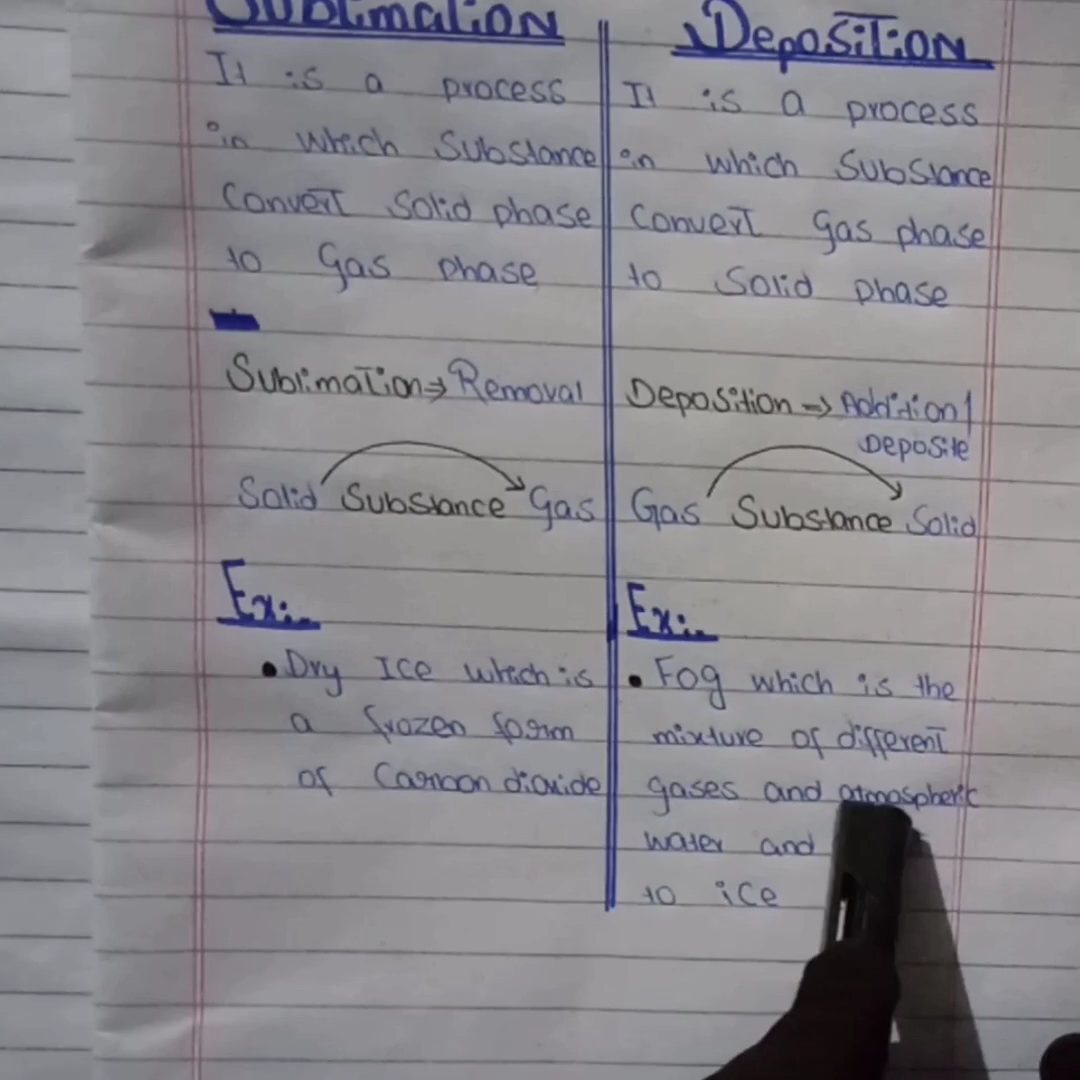 Sublimation
It is a process
in which Substance
Convert Solid phase
to Gas phase
Sublimation⇒Removal
Solid Substance Gas
Ex:-
• Dry Ice which is
a frozen form
of Carbon dioxide
Deposition
It is a process
in which Substance
Convert Gas phase
to Solid phase
Deposition⇒Addition/
Deposite
Gas Substance Solid
Ex:-
• Fog which is the
mixture of different
gases and atmospheric
water and
to ice